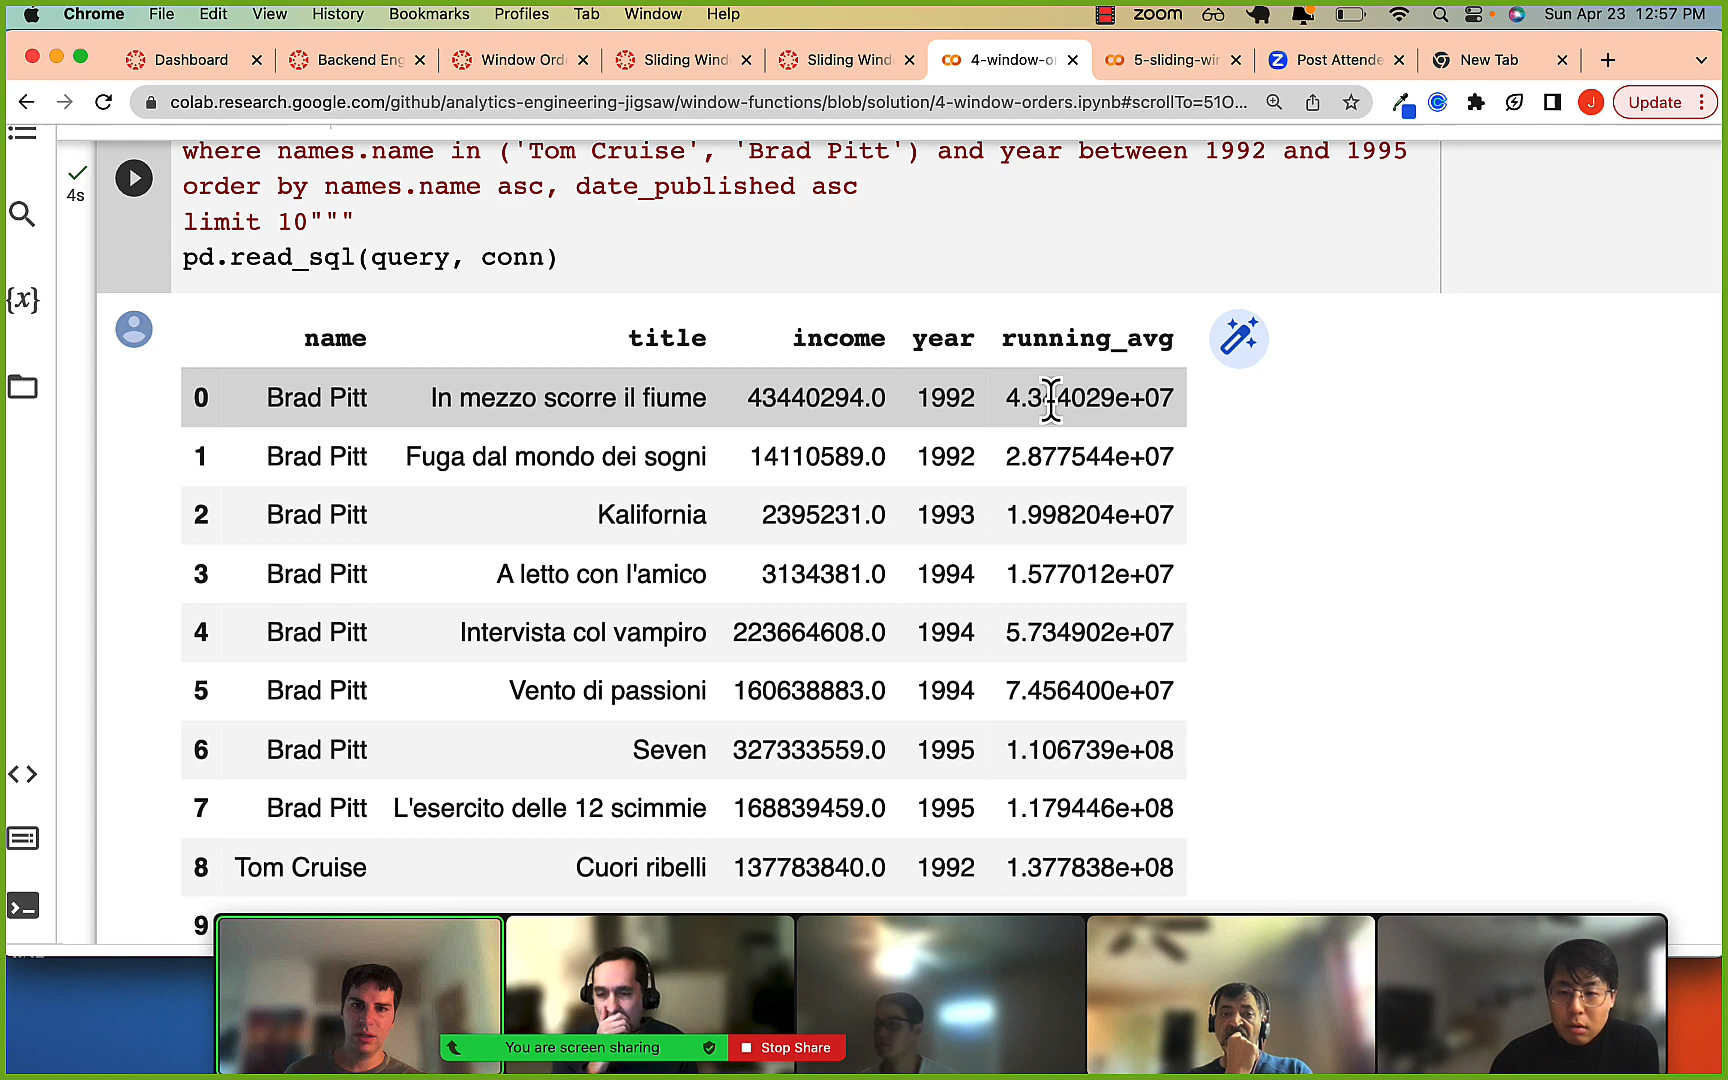 Chrome File Edit View History Bookmarks Profiles Tab Window Help zoom Sun Apr 23 12:57 PM
Dashboard Backend Eng Window Ord Sliding Wind Sliding Wind 4-window-or 5-sliding-wir Post Attende New Tab
colab.research.google.com/github/analytics-engineering-jigsaw/window-functions/blob/solution/4-window-orders.ipynb#scrollTo=51O... J Update
where names.name in ('Tom Cruise', 'Brad Pitt') and year between 1992 and 1995
4s
order by names.name asc, date_published asc
limit 10"""
{x}
pd.read_sql(query, conn)
name title income year running_avg
0 Brad Pitt In mezzo scorre il fiume 43440294.0 1992 4.344029e+07
1 Brad Pitt Fuga dal mondo dei sogni 14110589.0 1992 2.877544e+07
2 Brad Pitt Kalifornia 2395231.0 1993 1.998204e+07
3 Brad Pitt A letto con l'amico 3134381.0 1994 1.577012e+07
4 Brad Pitt Intervista col vampiro 223664608.0 1994 5.734902e+07
5 Brad Pitt Vento di passioni 160638883.0 1994 7.456400e+07
6 Brad Pitt Seven 327333559.0 1995 1.106739e+08
7 Brad Pitt L'esercito delle 12 scimmie 168839459.0 1995 1.179446e+08
8 Tom Cruise Cuori ribelli 137783840.0 1992 1.377838e+08
9
You are screen sharing Stop Share